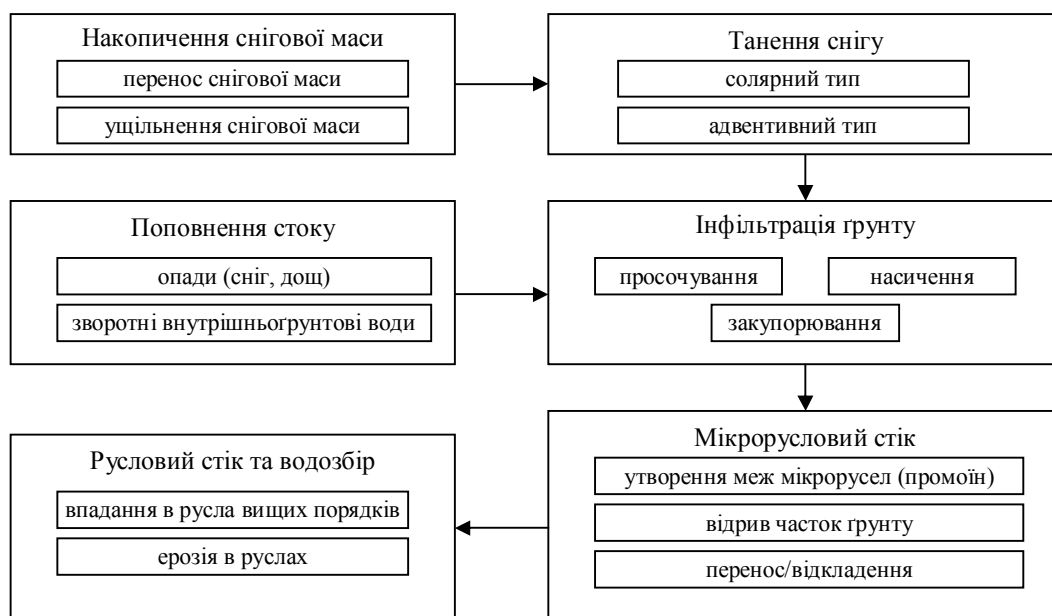 Накопичення снігової маси
перенос снігової маси
ущільнення снігової маси
Танення снігу
солярний тип
адвентивний тип
Поповнення стоку
опади (сніг, дощ)
зворотні внутрішньоґрунтові води
Інфільтрація ґрунту
просочування
насичення
закупорювання
Мікрорусловий стік
утворення меж мікрорусел (промоїн)
відрив часток ґрунту
перенос/відкладення
Русловий стік та водозбір
впадання в русла вищих порядків
ерозія в руслах